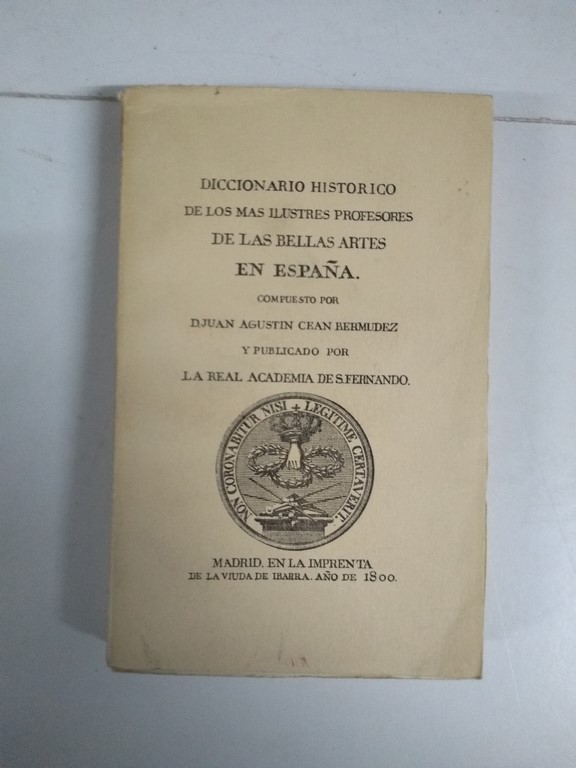 DICCIONARIO HISTORICO
DE LOS MAS ILUSTRES PROFESORES
DE LAS BELLAS ARTES
EN ESPAÑA.
COMPUESTO POR
D. JUAN AGUSTIN CEAN BERMUDEZ
Y PUBLICADO POR
LA REAL ACADEMIA DE S. FERNANDO.
NON CORONABITUR NISI + LEGITIME CERTAVERIT.
MADRID, EN LA IMPRENTA
DE LA VIUDA DE IBARRA. AÑO DE 1800.